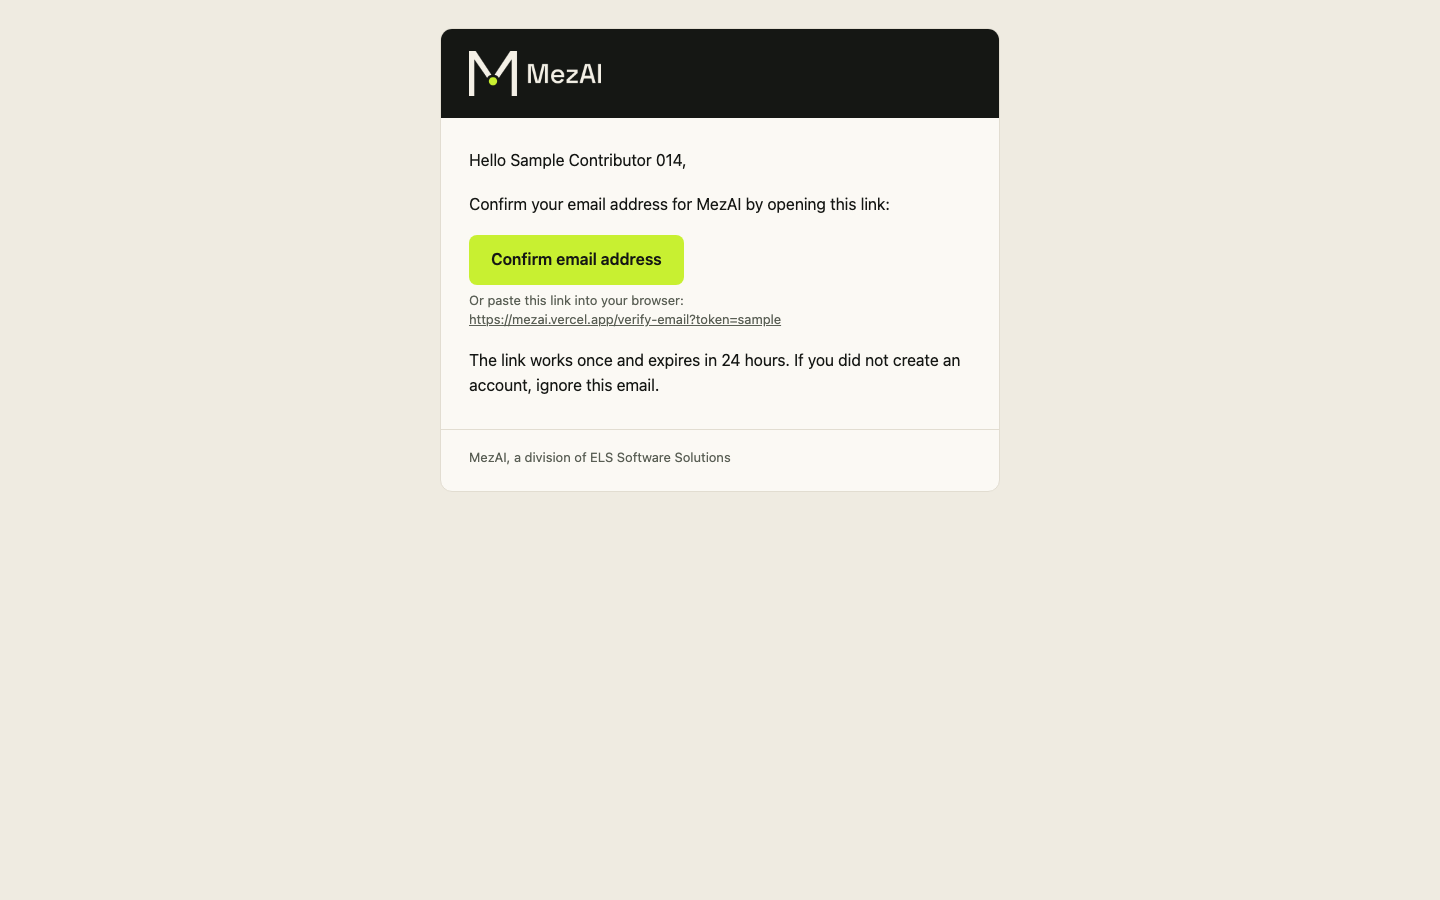 MezAI
Hello Sample Contributor 014,
Confirm your email address for MezAI by opening this link:
Confirm email address
Or paste this link into your browser:
https://mezai.vercel.app/verify-email?token=sample
The link works once and expires in 24 hours. If you did not create an
account, ignore this email.
MezAI, a division of ELS Software Solutions